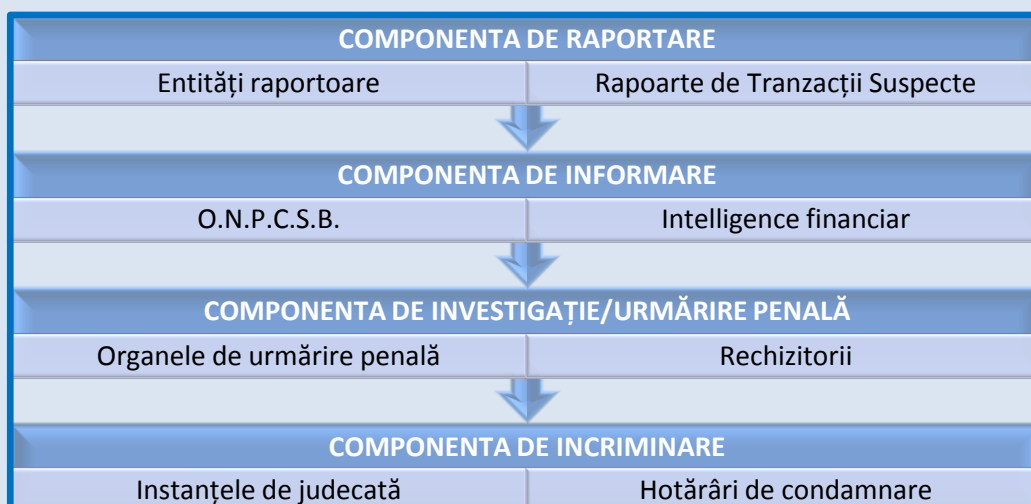 COMPONENTA DE RAPORTARE
Entități raportoare
Rapoarte de Tranzacții Suspecte
COMPONENTA DE INFORMARE
O.N.P.C.S.B.
Intelligence financiar
COMPONENTA DE INVESTIGAȚIE/URMĂRIRE PENALĂ
Organele de urmărire penală
Rechizitorii
COMPONENTA DE INCRIMINARE
Instanțele de judecată
Hotărâri de condamnare